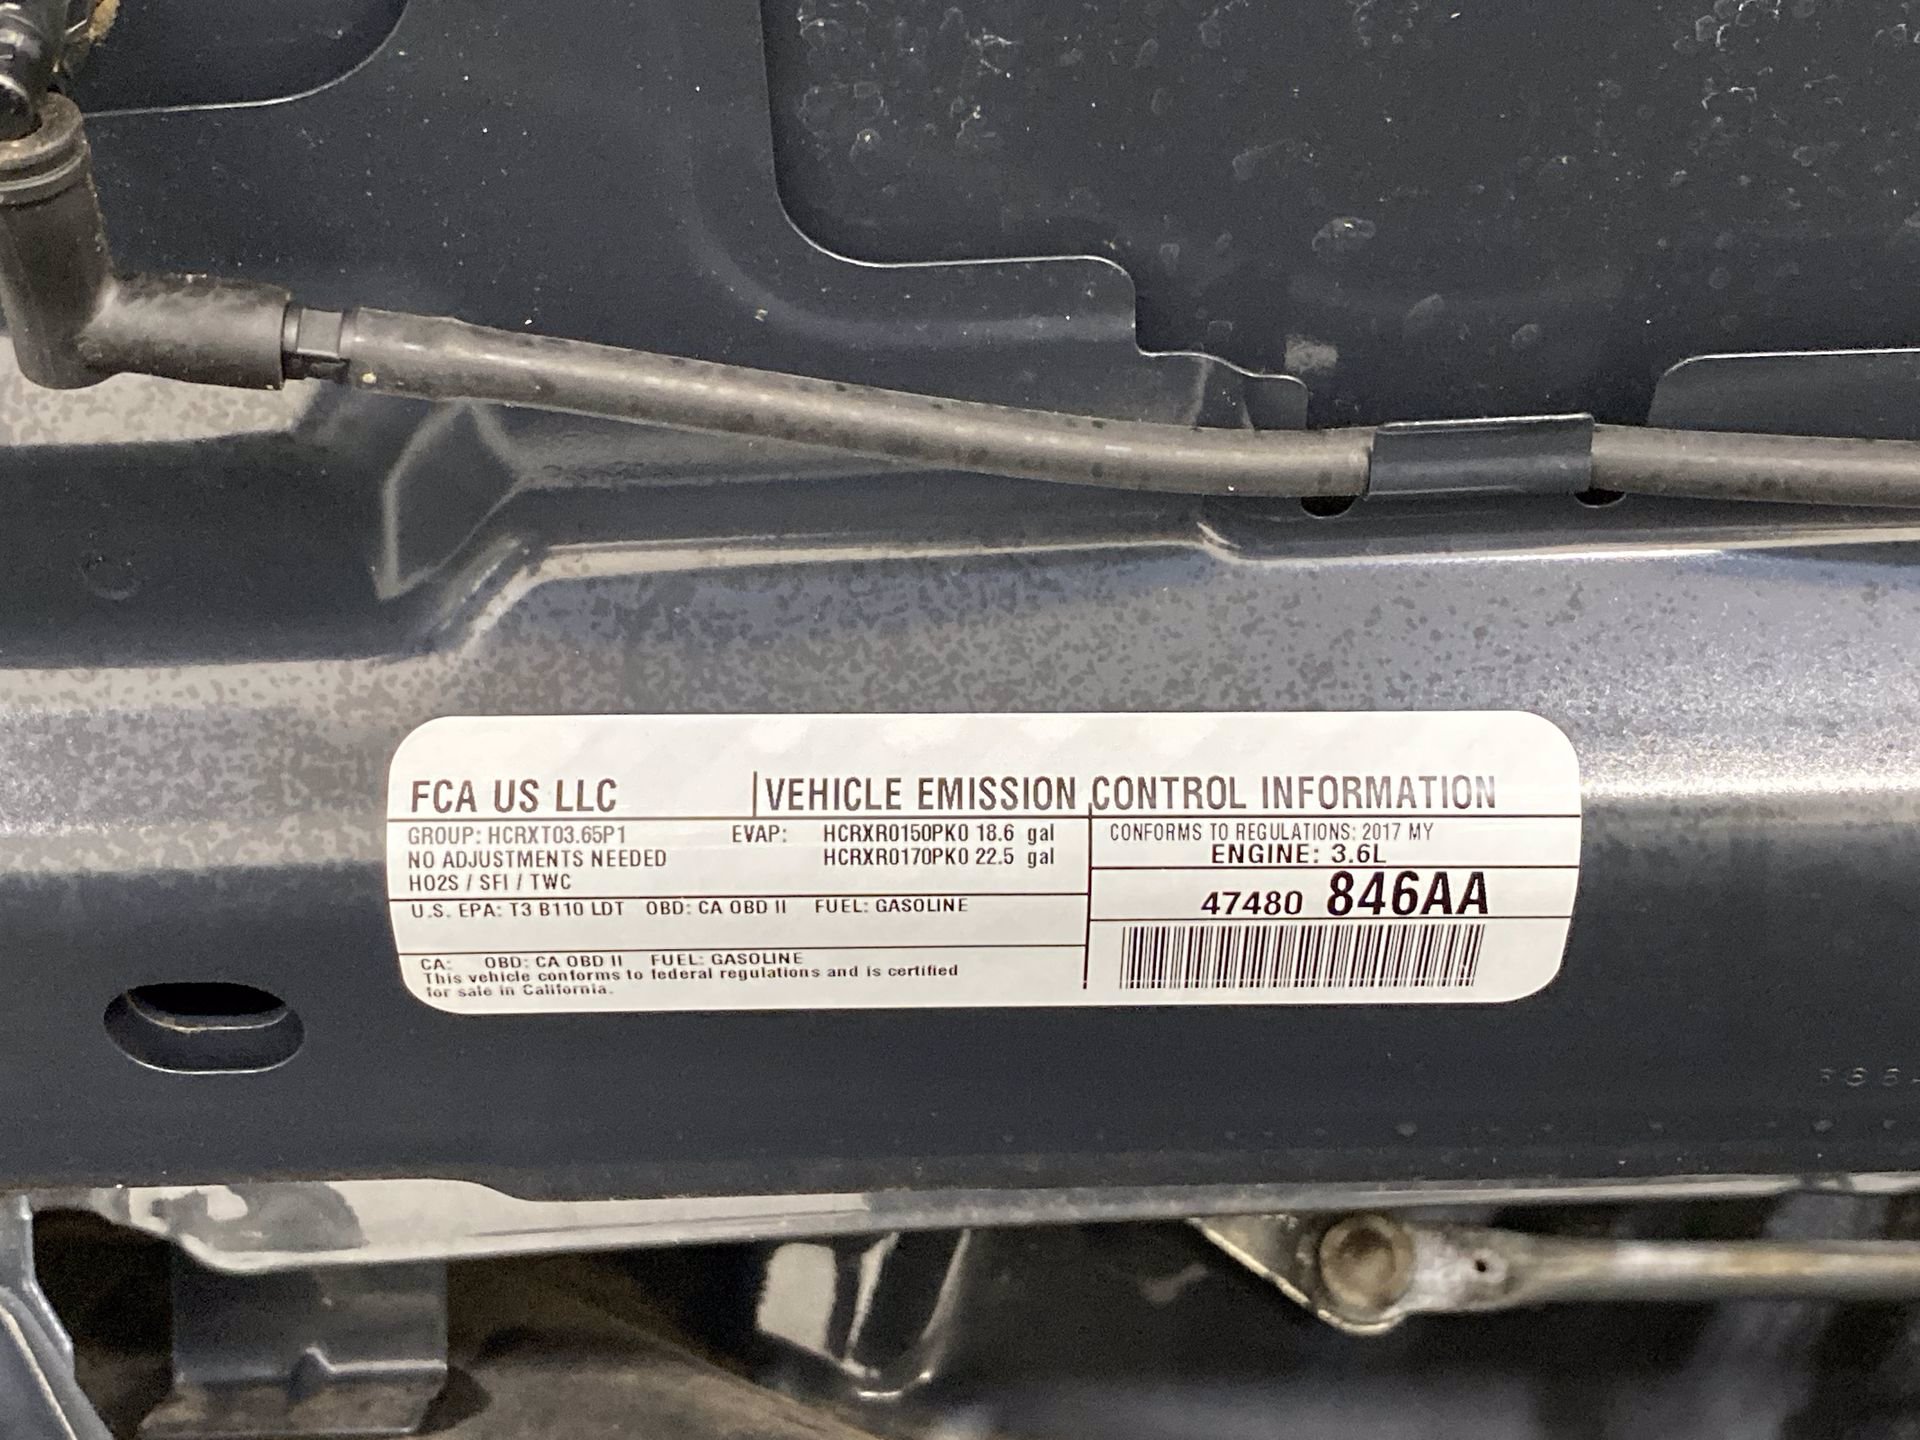 FCA US LLC
VEHICLE EMISSION CONTROL INFORMATION
GROUP: HCRXT03.65P1
NO ADJUSTMENTS NEEDED
HO2S / SFI / TWC
EVAP: HCRXR0150PK0 18.6 gal
HCRXR0170PK0 22.5 gal
U.S. EPA: T3 B110 LDT OBD: CA OBD II FUEL: GASOLINE
CA: OBD: CA OBD II FUEL: GASOLINE
This vehicle conforms to federal regulations and is certified
for sale in California.
CONFORMS TO REGULATIONS: 2017 MY
ENGINE: 3.6L
47480 846AA